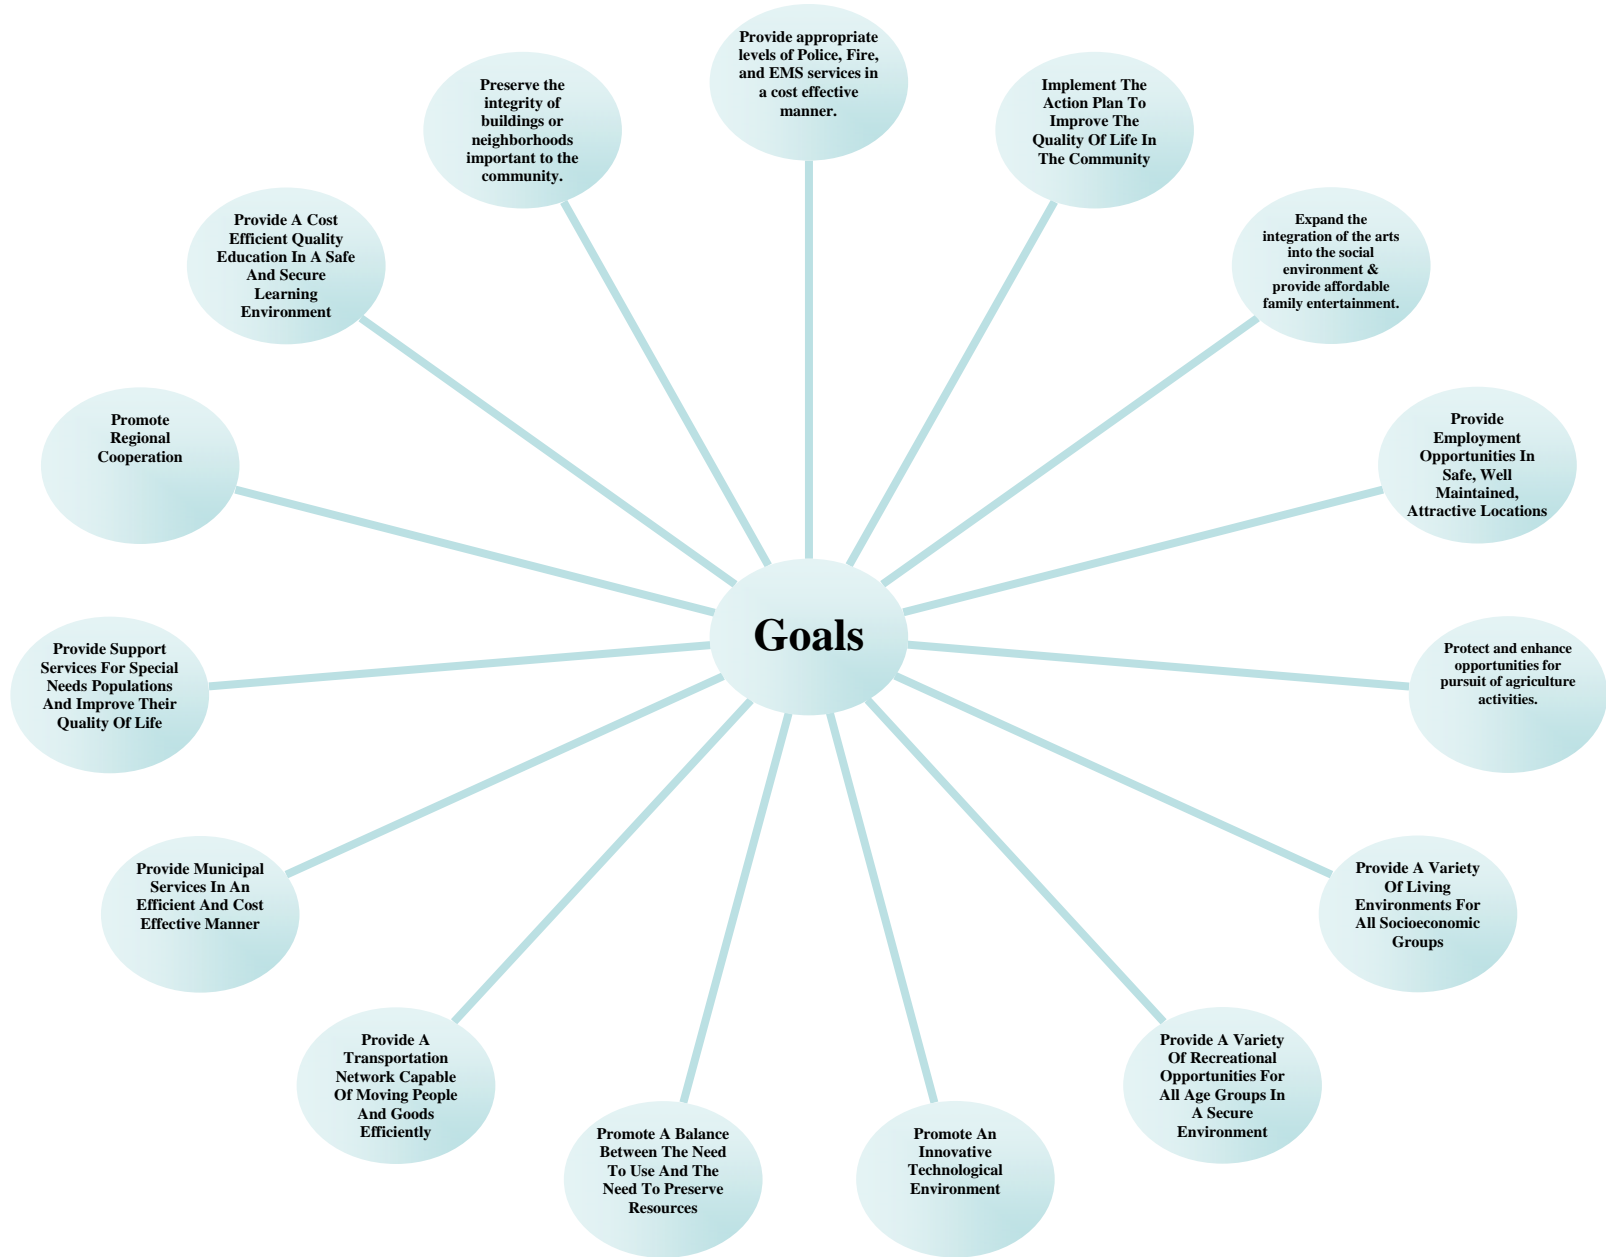 Provide appropriate
levels of Police, Fire,
and EMS services in
a cost effective
manner.
Implement The
Action Plan To
Improve The
Quality Of Life In
The Community
Expand the
integration of the arts
into the social
environment &
provide affordable
family entertainment.
Provide
Employment
Opportunities In
Safe, Well
Maintained,
Attractive Locations
Protect and enhance
opportunities for
pursuit of agriculture
activities.
Provide A Variety
Of Living
Environments For
All Socioeconomic
Groups
Provide A Variety
Of Recreational
Opportunities For
All Age Groups In
A Secure
Environment
Promote An
Innovative
Technological
Environment
Promote A Balance
Between The Need
To Use And The
Need To Preserve
Resources
Provide A
Transportation
Network Capable
Of Moving People
And Goods
Efficiently
Provide Municipal
Services In An
Efficient And Cost
Effective Manner
Provide Support
Services For Special
Needs Populations
And Improve Their
Quality Of Life
Promote
Regional
Cooperation
Provide A Cost
Efficient Quality
Education In A Safe
And Secure
Learning
Environment
Preserve the
integrity of
buildings or
neighborhoods
important to the
community.
Goals